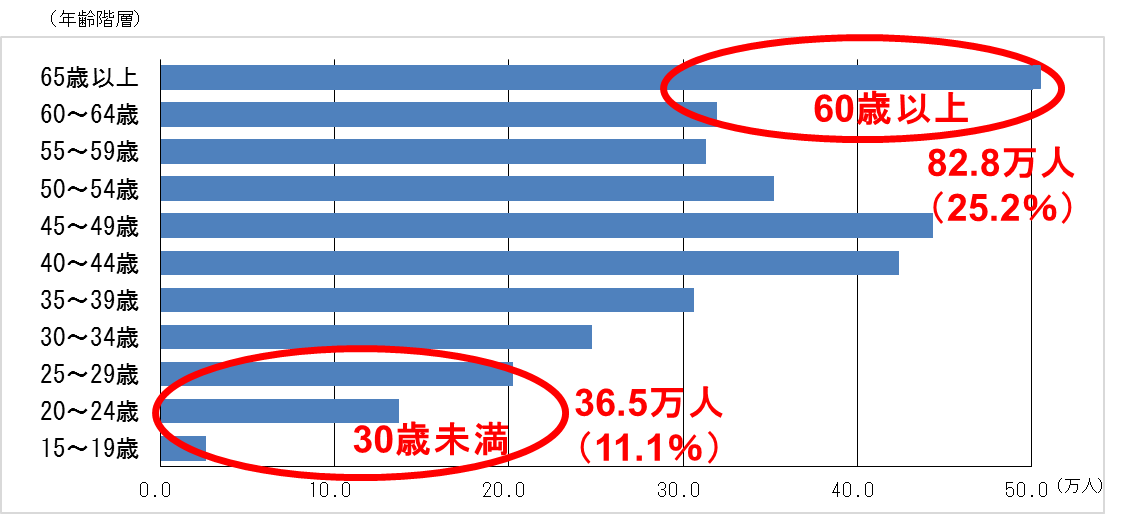 （年齢階層）
65歳以上
60～64歳
55～59歳
50～54歳
45～49歳
40～44歳
35～39歳
30～34歳
25～29歳
20～24歳
15～19歳
60歳以上
82.8万人
（25.2%）
36.5万人
（11.1%）
30歳未満
0.0 10.0 20.0 30.0 40.0 50.0 （万人）